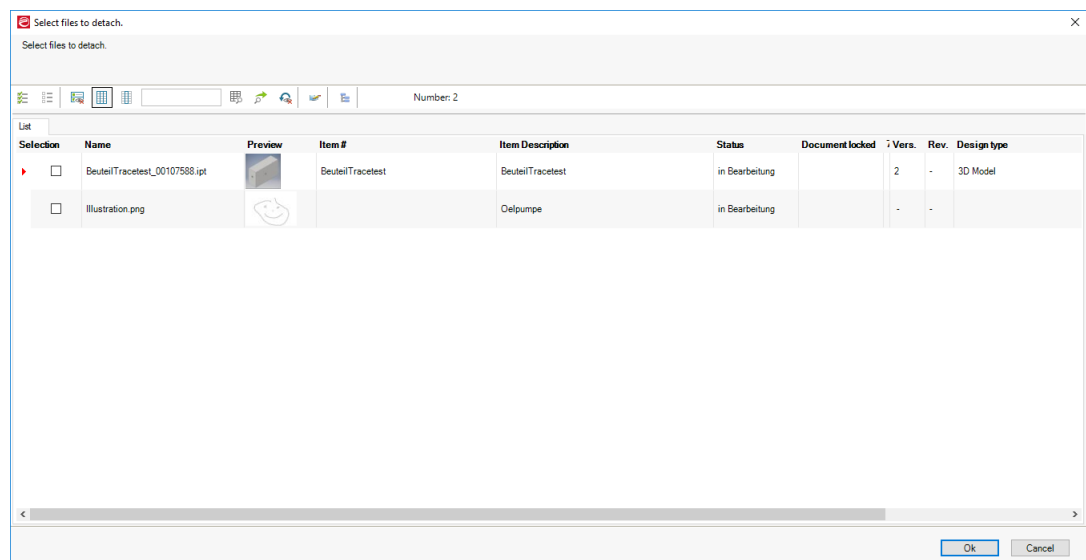 Select files to detach.
Select files to detach.
Number: 2
List
Selection Name Preview Item # Item Description Status Document locked Vers. Rev. Design type
BeuteilTracetest_00107588.ipt BeuteilTracetest BeuteilTracetest in Bearbeitung 2 - 3D Model
Illustration.png Oelpumpe in Bearbeitung - -
Ok Cancel